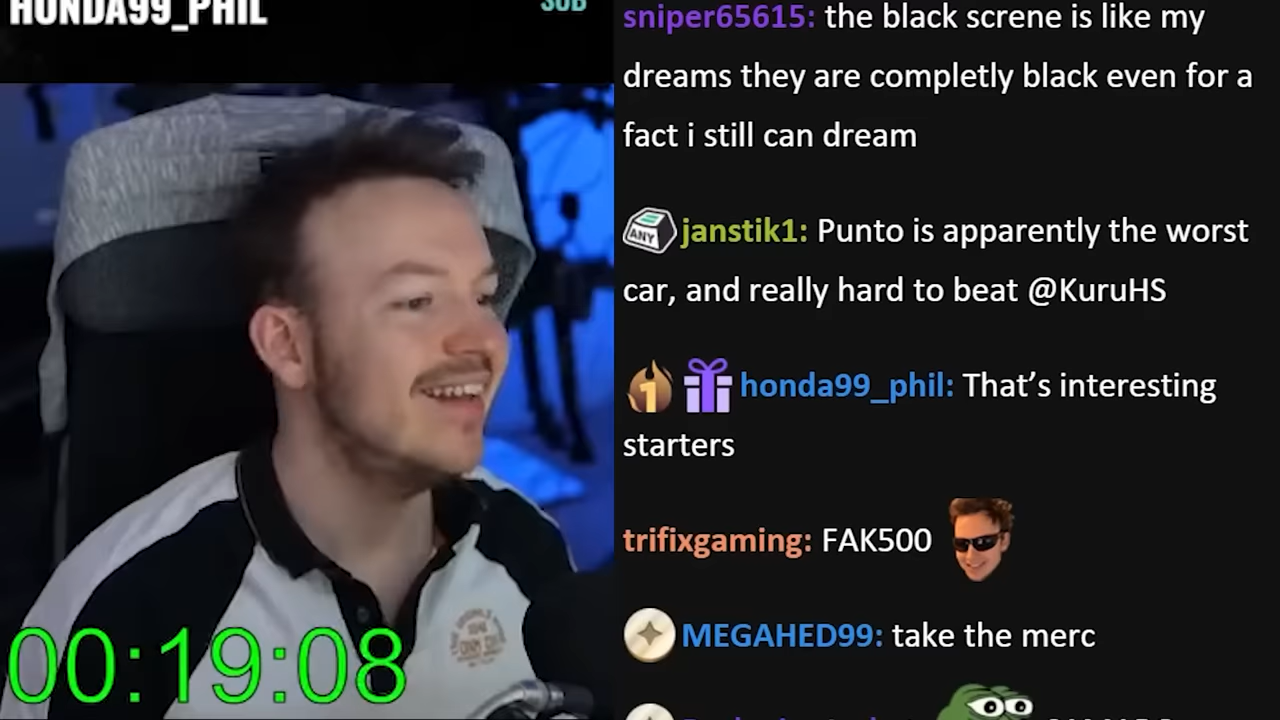 HONDA99_PHIL
SUB
sniper65615: the black screne is like my
dreams they are completly black even for a
fact i still can dream
ANY janstik1: Punto is apparently the worst
car, and really hard to beat @KuruHS
1 honda99_phil: That's interesting
starters
trifixgaming: FAK500
MEGAHED99: take the merc
00:19:08